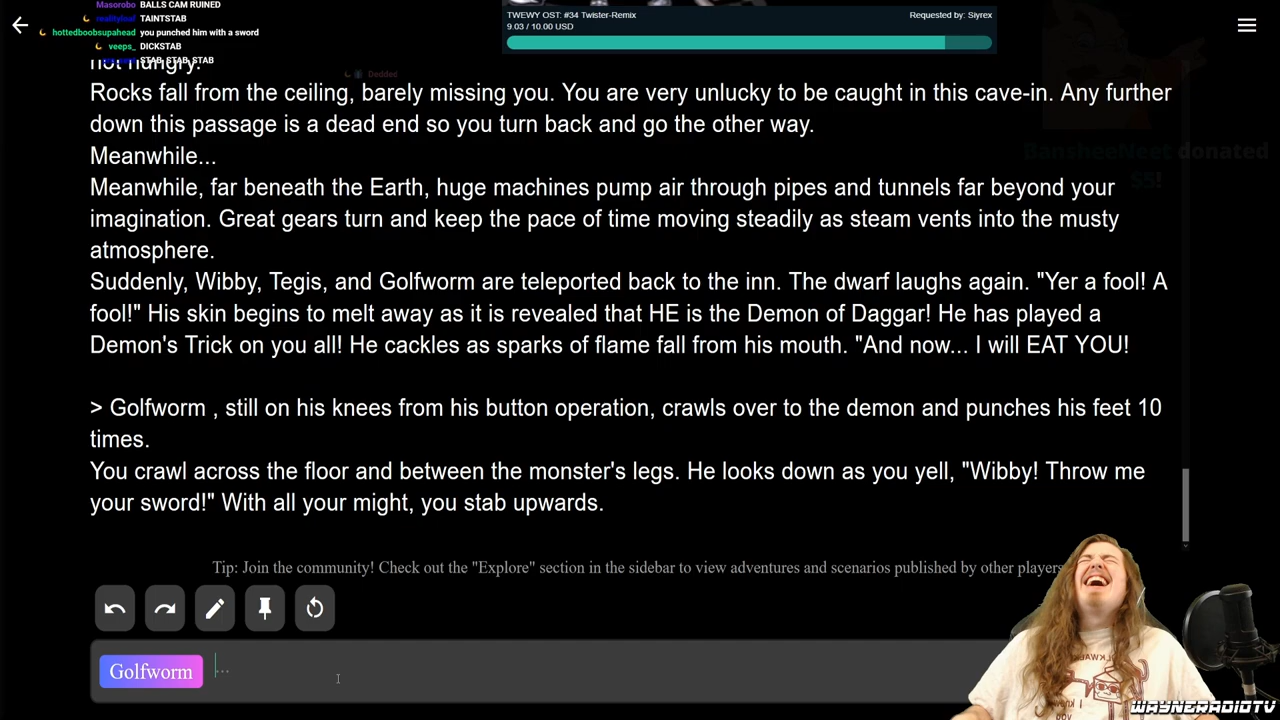 Masorobo BALLS CAM RUINED
TAINTSTAB
hottedboobsupahead you punched him with a sword
veeps_ DICKSTAB
STAB STAB STAB
TWEWY OST: #34 Twister-Remix
Requested by: Siyrex
9.03 / 10.00 USD
Deddes
not hungry.
Rocks fall from the ceiling, barely missing you. You are very unlucky to be caught in this cave-in. Any further
down this passage is a dead end so you turn back and go the other way.
Meanwhile...
BansheeNeet donated
$5!
Meanwhile, far beneath the Earth, huge machines pump air through pipes and tunnels far beyond your
imagination. Great gears turn and keep the pace of time moving steadily as steam vents into the musty
atmosphere.
Suddenly, Wibby, Tegis, and Golfworm are teleported back to the inn. The dwarf laughs again. "Yer a fool! A
fool!" His skin begins to melt away as it is revealed that HE is the Demon of Daggar! He has played a
Demon's Trick on you all! He cackles as sparks of flame fall from his mouth. "And now... I will EAT YOU!
> Golfworm , still on his knees from his button operation, crawls over to the demon and punches his feet 10
times.
You crawl across the floor and between the monster's legs. He looks down as you yell, "Wibby! Throw me
your sword!" With all your might, you stab upwards.
Tip: Join the community! Check out the "Explore" section in the sidebar to view adventures and scenarios published by other players
Golfworm ...
WAYNERADIOTV